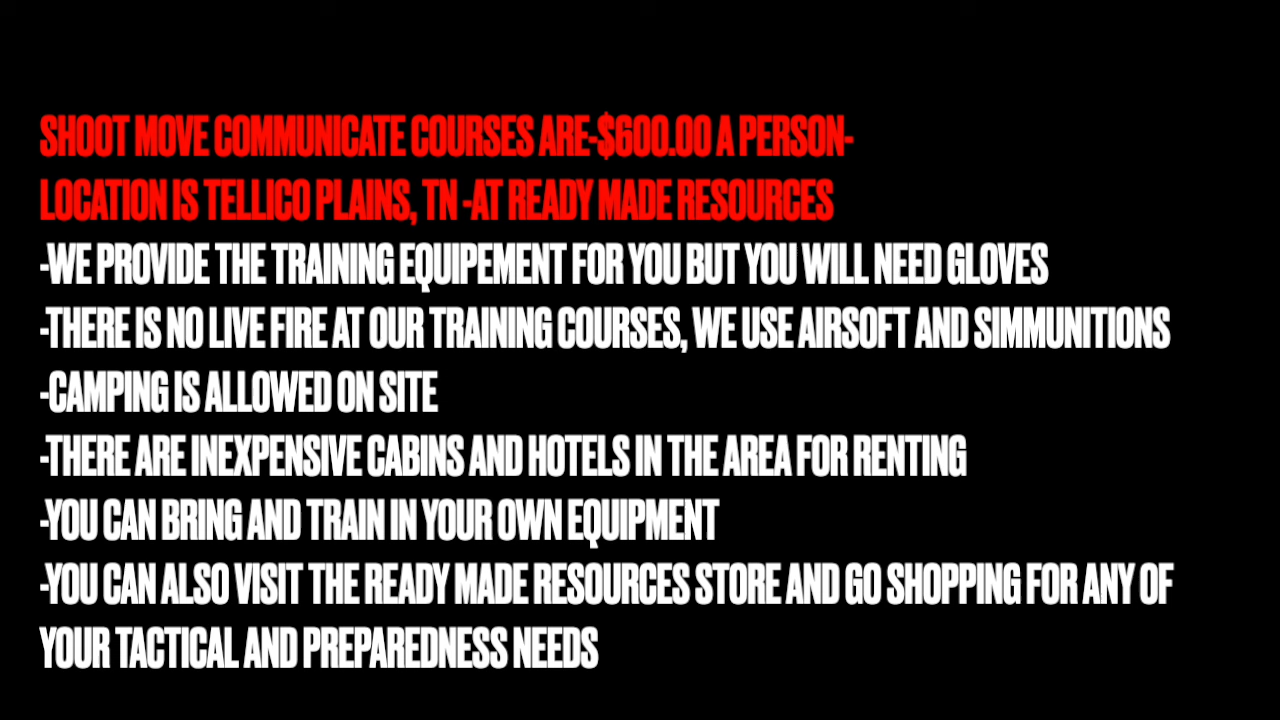 SHOOT MOVE COMMUNICATE COURSES ARE-$600.00 A PERSON-
LOCATION IS TELLICO PLAINS, TN -AT READY MADE RESOURCES
-WE PROVIDE THE TRAINING EQUIPEMENT FOR YOU BUT YOU WILL NEED GLOVES
-THERE IS NO LIVE FIRE AT OUR TRAINING COURSES, WE USE AIRSOFT AND SIMMUNITIONS
-CAMPING IS ALLOWED ON SITE
-THERE ARE INEXPENSIVE CABINS AND HOTELS IN THE AREA FOR RENTING
-YOU CAN BRING AND TRAIN IN YOUR OWN EQUIPMENT
-YOU CAN ALSO VISIT THE READY MADE RESOURCES STORE AND GO SHOPPING FOR ANY OF
YOUR TACTICAL AND PREPAREDNESS NEEDS